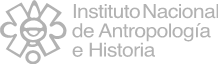 Instituto Nacional
de Antropología
e Historia